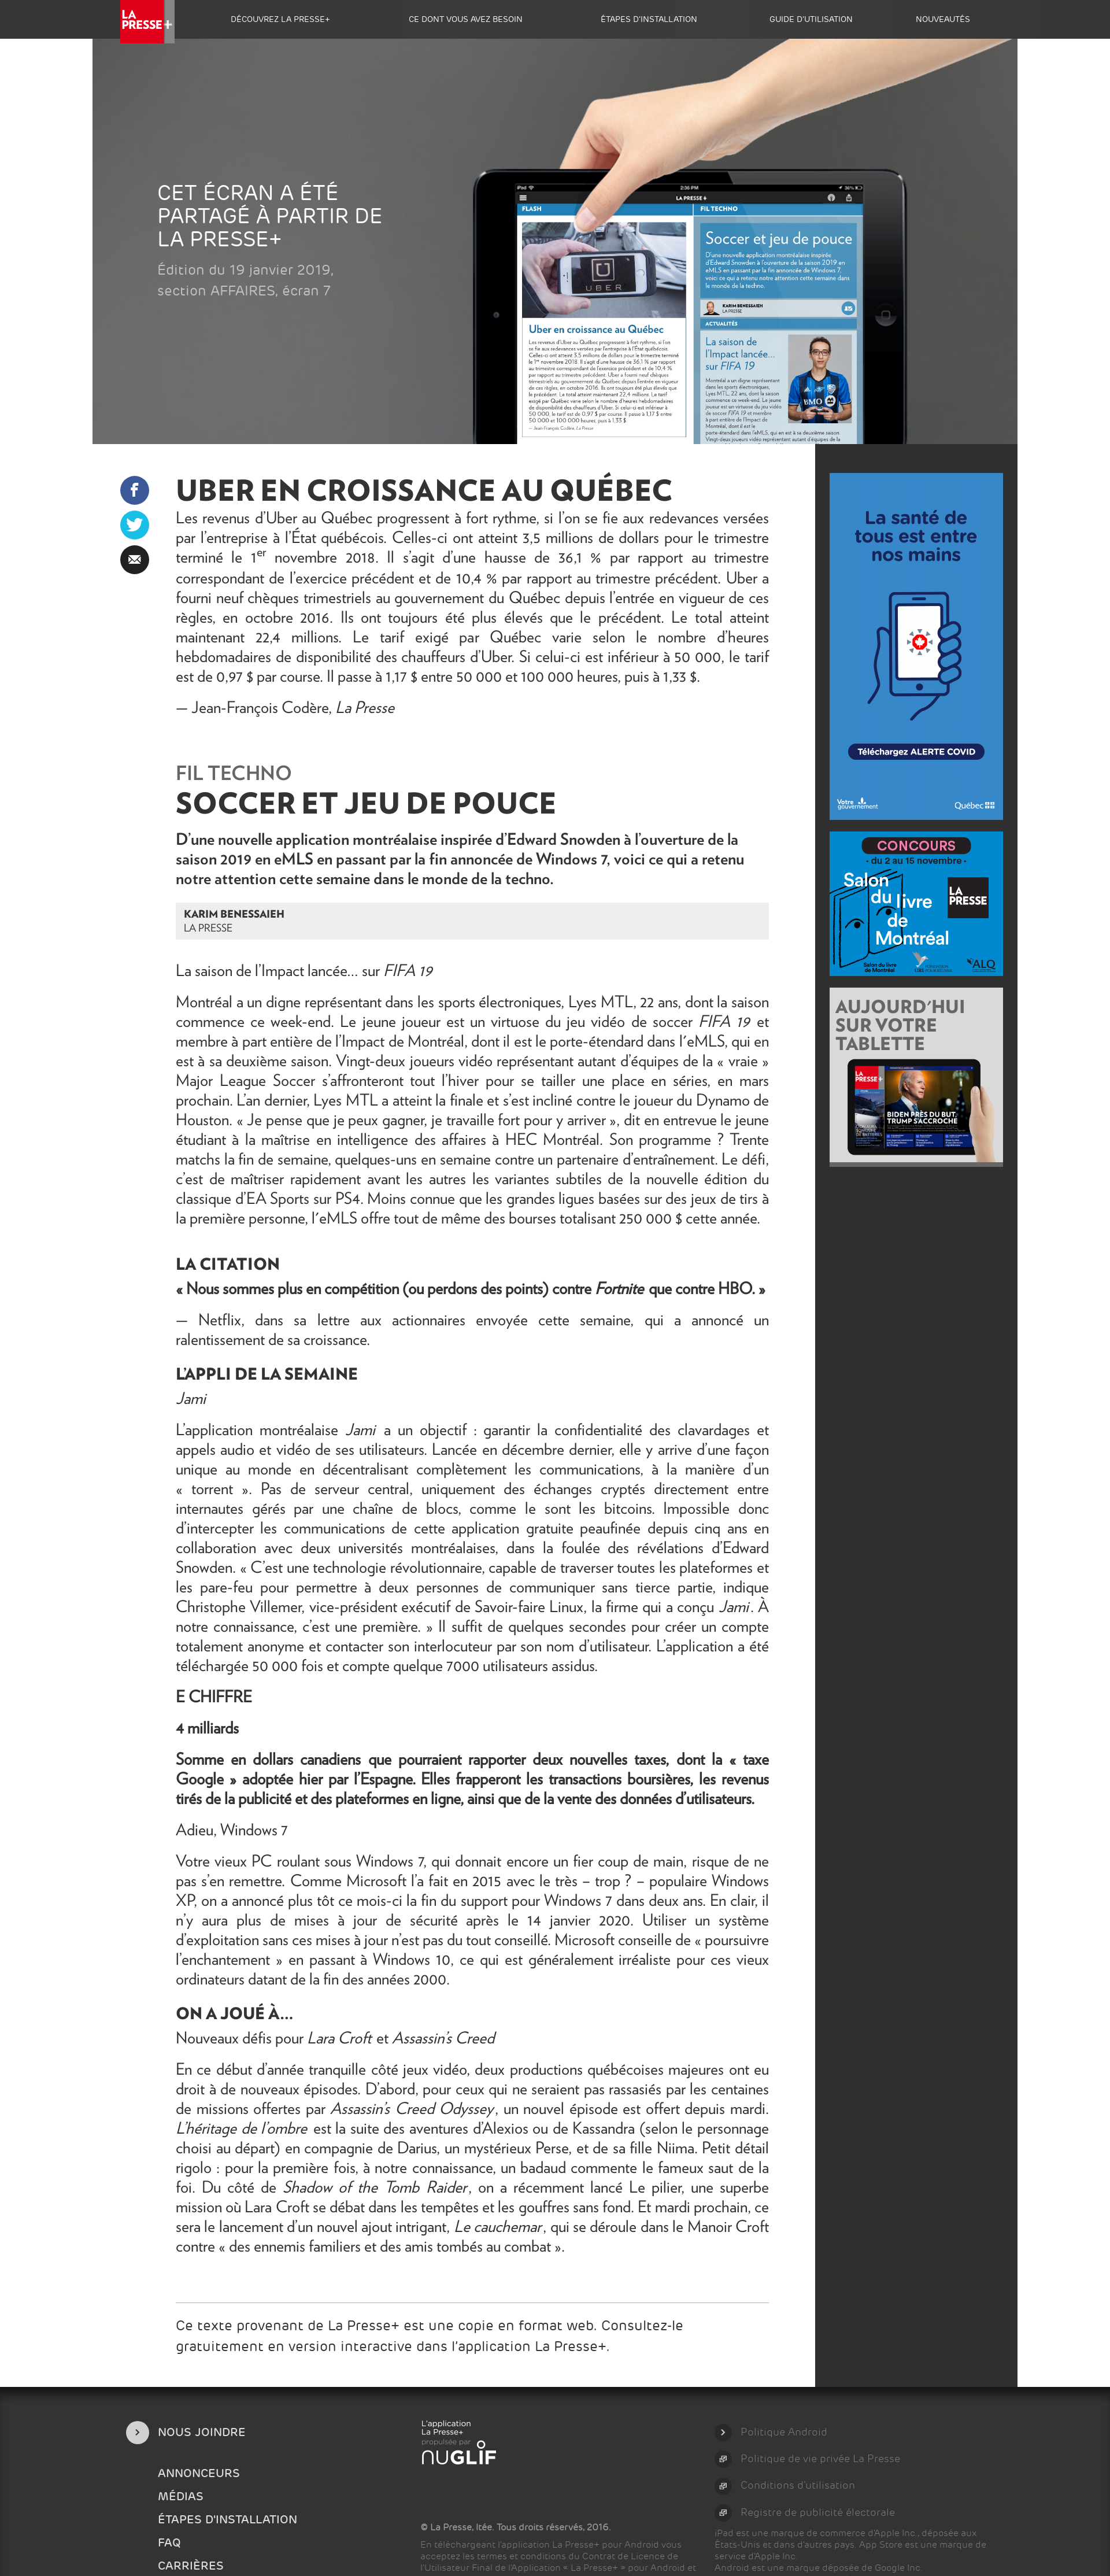 LA
PRESSE+
DÉCOUVREZ LA PRESSE+
CE DONT VOUS AVEZ BESOIN
ÉTAPES D'INSTALLATION
GUIDE D'UTILISATION
NOUVEAUTÉS
CET ÉCRAN A ÉTÉ
PARTAGÉ À PARTIR DE
LA PRESSE+
Édition du 19 janvier 2019,
section AFFAIRES, écran 7
iPad
2:26 PM
LA PRESSE +
FLASH
FIL TECHNO
UBER
Uber en croissance au Québec
Soccer et jeu de pouce
KARIM BENESSAIEH
LA PRESSE
ACTUALITÉS
La saison de
l'Impact lancée…
sur FIFA 19
UBER EN CROISSANCE AU QUÉBEC
Les revenus d'Uber au Québec progressent à fort rythme, si l'on se fie aux redevances versées
par l'entreprise à l'État québécois. Celles-ci ont atteint 3,5 millions de dollars pour le trimestre
terminé le 1er novembre 2018. Il s'agit d'une hausse de 36,1 % par rapport au trimestre
correspondant de l'exercice précédent et de 10,4 % par rapport au trimestre précédent. Uber a
fourni neuf chèques trimestriels au gouvernement du Québec depuis l'entrée en vigueur de ces
règles, en octobre 2016. Ils ont toujours été plus élevés que le précédent. Le total atteint
maintenant 22,4 millions. Le tarif exigé par Québec varie selon le nombre d'heures
hebdomadaires de disponibilité des chauffeurs d'Uber. Si celui-ci est inférieur à 50 000, le tarif
est de 0,97 $ par course. Il passe à 1,17 $ entre 50 000 et 100 000 heures, puis à 1,33 $.
— Jean-François Codère, La Presse
FIL TECHNO
SOCCER ET JEU DE POUCE
D'une nouvelle application montréalaise inspirée d'Edward Snowden à l'ouverture de la
saison 2019 en eMLS en passant par la fin annoncée de Windows 7, voici ce qui a retenu
notre attention cette semaine dans le monde de la techno.
KARIM BENESSAIEH
LA PRESSE
La saison de l'Impact lancée… sur FIFA 19
Montréal a un digne représentant dans les sports électroniques, Lyes MTL, 22 ans, dont la saison
commence ce week-end. Le jeune joueur est un virtuose du jeu vidéo de soccer FIFA 19 et
membre à part entière de l'Impact de Montréal, dont il est le porte-étendard dans l'eMLS, qui en
est à sa deuxième saison. Vingt-deux joueurs vidéo représentant autant d'équipes de la « vraie »
Major League Soccer s'affronteront tout l'hiver pour se tailler une place en séries, en mars
prochain. L'an dernier, Lyes MTL a atteint la finale et s'est incliné contre le joueur du Dynamo de
Houston. « Je pense que je peux gagner, je travaille fort pour y arriver », dit en entrevue le jeune
étudiant à la maîtrise en intelligence des affaires à HEC Montréal. Son programme ? Trente
matchs la fin de semaine, quelques-uns en semaine contre un partenaire d'entraînement. Le défi,
c'est de maîtriser rapidement avant les autres les variantes subtiles de la nouvelle édition du
classique d'EA Sports sur PS4. Moins connue que les grandes ligues basées sur des jeux de tirs à
la première personne, l'eMLS offre tout de même des bourses totalisant 250 000 $ cette année.
LA CITATION
« Nous sommes plus en compétition (ou perdons des points) contre Fortnite que contre HBO. »
— Netflix, dans sa lettre aux actionnaires envoyée cette semaine, qui a annoncé un
ralentissement de sa croissance.
L'APPLI DE LA SEMAINE
Jami
L'application montréalaise Jami a un objectif : garantir la confidentialité des clavardages et
appels audio et vidéo de ses utilisateurs. Lancée en décembre dernier, elle y arrive d'une façon
unique au monde en décentralisant complètement les communications, à la manière d'un
« torrent ». Pas de serveur central, uniquement des échanges cryptés directement entre
internautes gérés par une chaîne de blocs, comme le sont les bitcoins. Impossible donc
d'intercepter les communications de cette application gratuite peaufinée depuis cinq ans en
collaboration avec deux universités montréalaises, dans la foulée des révélations d'Edward
Snowden. « C'est une technologie révolutionnaire, capable de traverser toutes les plateformes et
les pare-feu pour permettre à deux personnes de communiquer sans tierce partie, indique
Christophe Villemer, vice-président exécutif de Savoir-faire Linux, la firme qui a conçu Jami. À
notre connaissance, c'est une première. » Il suffit de quelques secondes pour créer un compte
totalement anonyme et contacter son interlocuteur par son nom d'utilisateur. L'application a été
téléchargée 50 000 fois et compte quelque 7000 utilisateurs assidus.
E CHIFFRE
4 milliards
Somme en dollars canadiens que pourraient rapporter deux nouvelles taxes, dont la « taxe
Google » adoptée hier par l'Espagne. Elles frapperont les transactions boursières, les revenus
tirés de la publicité et des plateformes en ligne, ainsi que de la vente des données d'utilisateurs.
Adieu, Windows 7
Votre vieux PC roulant sous Windows 7, qui donnait encore un fier coup de main, risque de ne
pas s'en remettre. Comme Microsoft l'a fait en 2015 avec le très – trop ? – populaire Windows
XP, on a annoncé plus tôt ce mois-ci la fin du support pour Windows 7 dans deux ans. En clair, il
n'y aura plus de mises à jour de sécurité après le 14 janvier 2020. Utiliser un système
d'exploitation sans ces mises à jour n'est pas du tout conseillé. Microsoft conseille de « poursuivre
l'enchantement » en passant à Windows 10, ce qui est généralement irréaliste pour ces vieux
ordinateurs datant de la fin des années 2000.
ON A JOUÉ À…
Nouveaux défis pour Lara Croft et Assassin's Creed
En ce début d'année tranquille côté jeux vidéo, deux productions québécoises majeures ont eu
droit à de nouveaux épisodes. D'abord, pour ceux qui ne seraient pas rassasiés par les centaines
de missions offertes par Assassin's Creed Odyssey, un nouvel épisode est offert depuis mardi.
L'héritage de l'ombre est la suite des aventures d'Alexios ou de Kassandra (selon le personnage
choisi au départ) en compagnie de Darius, un mystérieux Perse, et de sa fille Niima. Petit détail
rigolo : pour la première fois, à notre connaissance, un badaud commente le fameux saut de la
foi. Du côté de Shadow of the Tomb Raider, on a récemment lancé Le pilier, une superbe
mission où Lara Croft se débat dans les tempêtes et les gouffres sans fond. Et mardi prochain, ce
sera le lancement d'un nouvel ajout intrigant, Le cauchemar, qui se déroule dans le Manoir Croft
contre « des ennemis familiers et des amis tombés au combat ».
Ce texte provenant de La Presse+ est une copie en format web. Consultez-le
gratuitement en version interactive dans l'application La Presse+.
La santé de
tous est entre
nos mains
Téléchargez ALERTE COVID
Votre
gouvernement
Québec
CONCOURS
• du 2 au 15 novembre •
Salon
du
livre
de
Montréal
LA
PRESSE
Salon du livre
de Montréal
ALQ
AUJOURD'HUI
SUR VOTRE
TABLETTE
LA
PRESSE+
BIDEN PRÈS DU BUT,
TRUMP S'ACCROCHE
NOUS JOINDRE
ANNONCEURS
MÉDIAS
ÉTAPES D'INSTALLATION
FAQ
CARRIÈRES
L'application
La Presse+
propulsée par
nuGLIF
© La Presse, ltée. Tous droits réservés, 2016.
En téléchargeant l'application La Presse+ pour Android vous
acceptez les termes et conditions du Contrat de Licence de
l'Utilisateur Final de l'Application « La Presse+ » pour Android et
Politique Android
Politique de vie privée La Presse
Conditions d'utilisation
Registre de publicité électorale
iPad est une marque de commerce d'Apple Inc., déposée aux
États-Unis et dans d'autres pays. App Store est une marque de
service d'Apple Inc.
Android est une marque déposée de Google Inc.